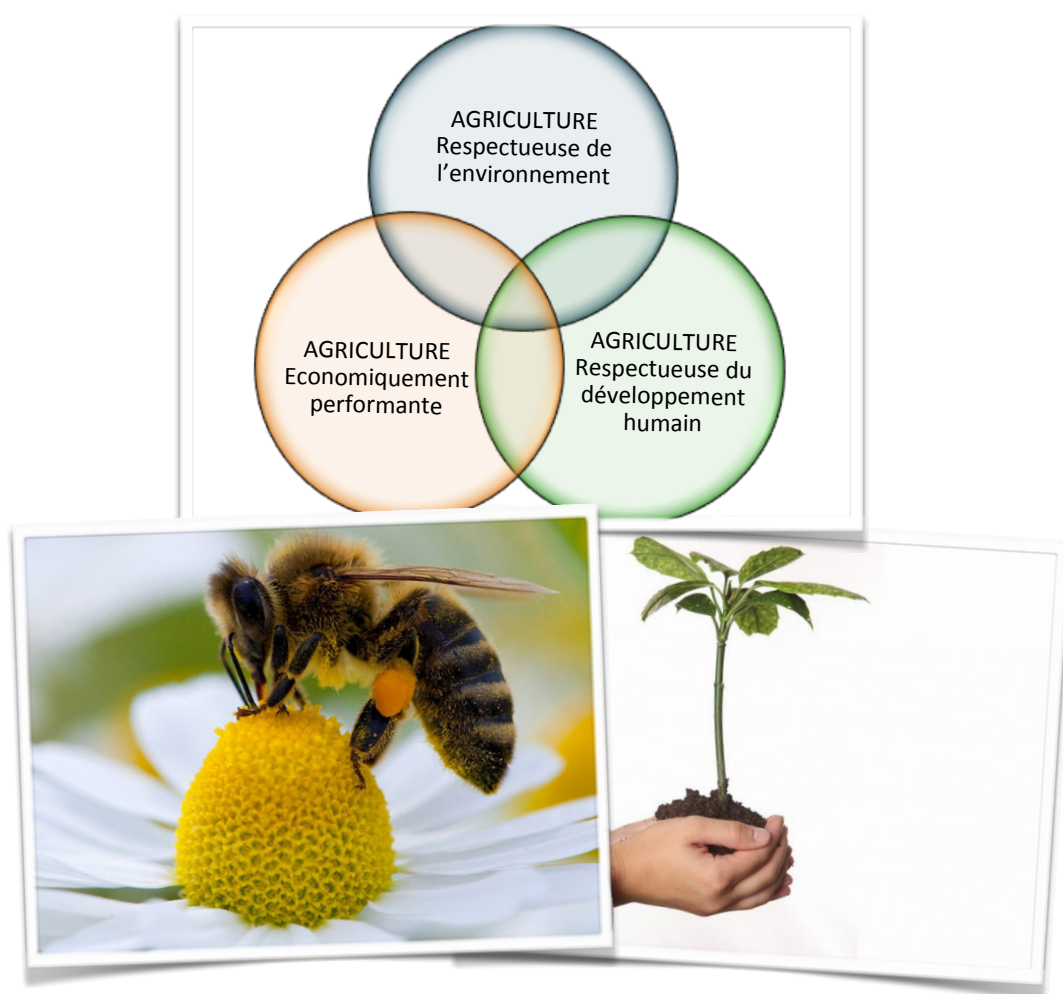 AGRICULTURE
Respectueuse de
l'environnement
AGRICULTURE
Economiquement
performante
AGRICULTURE
Respectueuse du
développement
humain